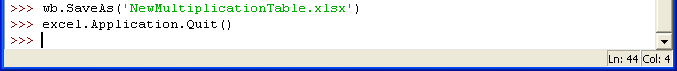 >>> wb.SaveAs('NewMultiplicationTable.xlsx')
>>> excel.Application.Quit()
>>>
Ln: 44 Col: 4